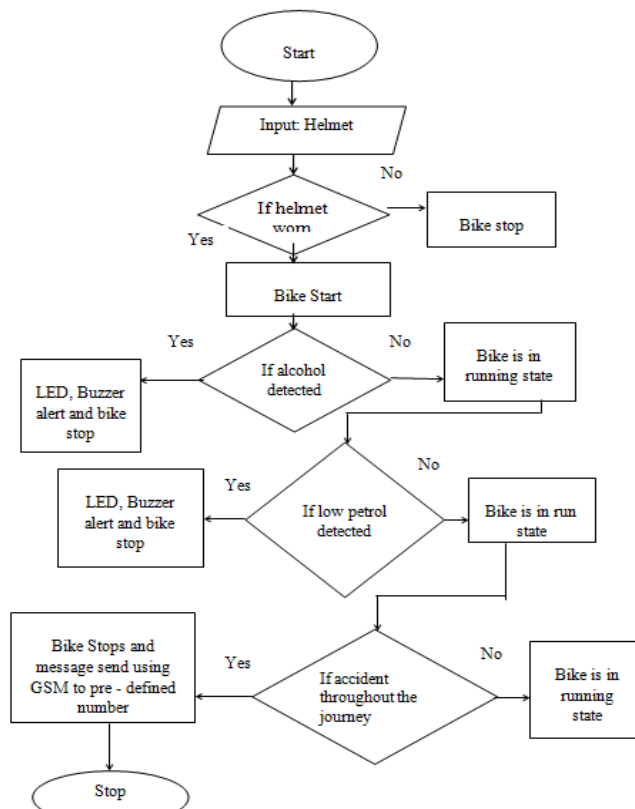 Start
Input: Helmet
No
If helmet
worn
Yes
Bike stop
Bike Start
Yes
No
If alcohol
detected
Bike is in
running state
LED, Buzzer
alert and bike
stop
Yes
No
If low petrol
detected
LED, Buzzer
alert and bike
stop
Bike is in run
state
Bike Stops and
message send using
GSM to pre - defined
number
Yes
If accident
throughout the
journey
No
Bike is in
running
state
Stop